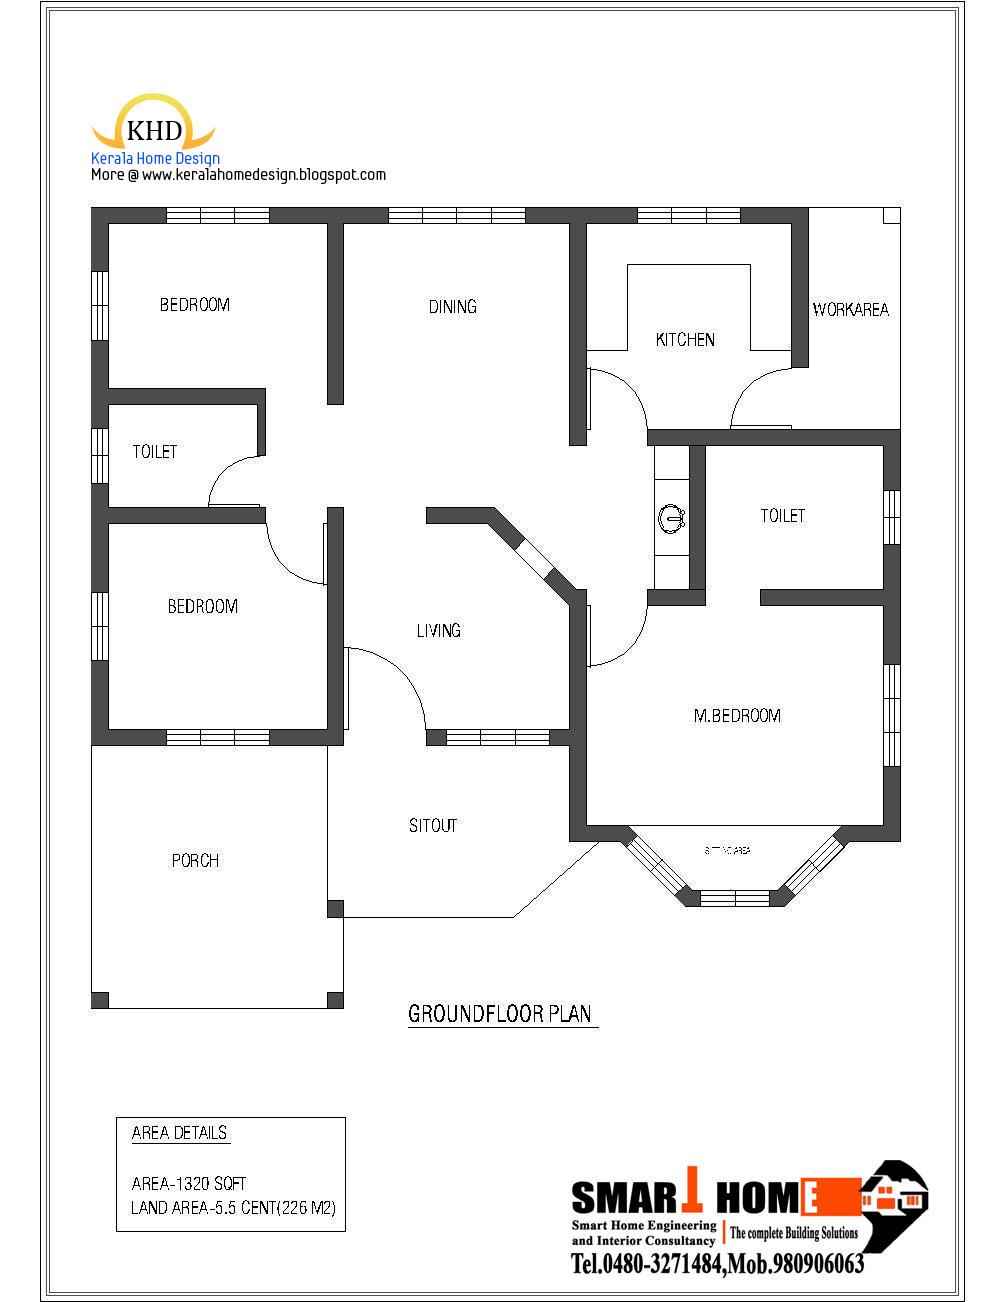 KHD
Kerala Home Design
More @ www.keralahomedesign.blogspot.com
BEDROOM
DINING
KITCHEN
WORKAREA
TOILET
TOILET
BEDROOM
LIVING
M.BEDROOM
SITOUT
SITTING AREA
PORCH
GROUNDFLOOR PLAN
AREA DETAILS
AREA-1320 SQFT
LAND AREA-5.5 CENT(226 M2)
SMART HOME
Smart Home Engineering
and Interior Consultancy
The complete Building Solutions
Tel.0480-3271484,Mob.980906063